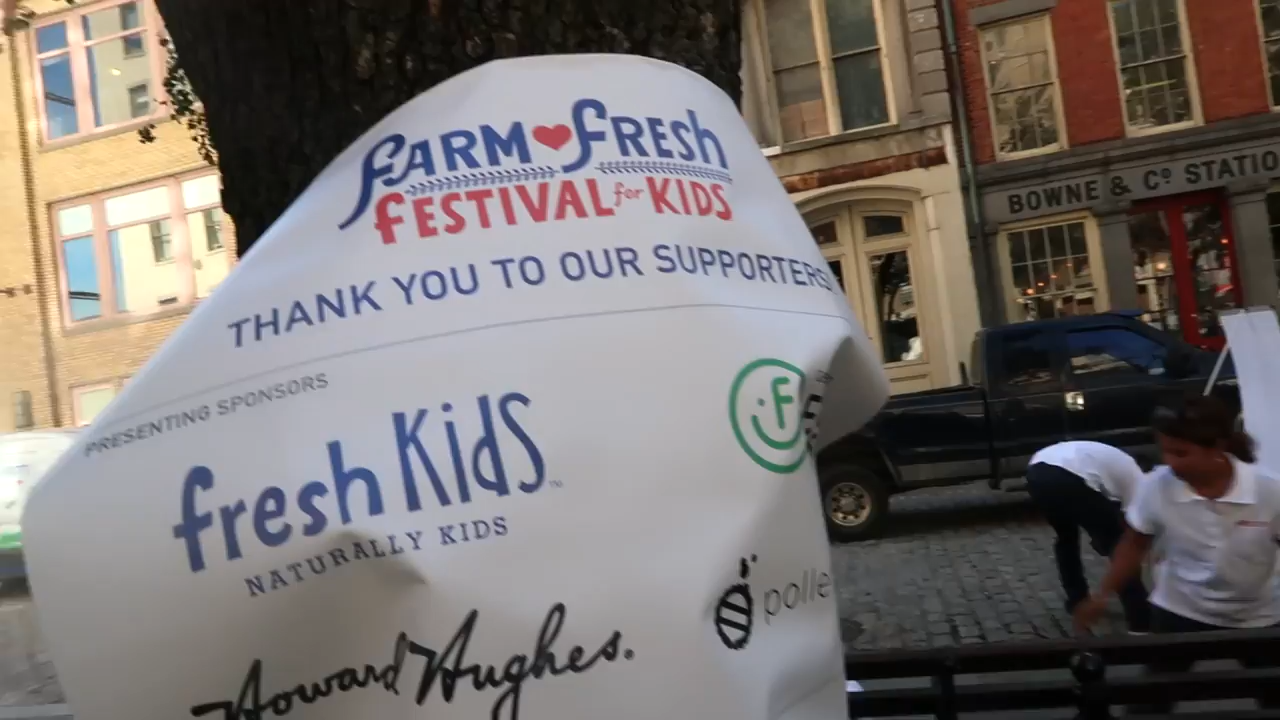 FARM FRESH
FESTIVAL for KIDS
THANK YOU TO OUR SUPPORTERS
PRESENTING SPONSORS
fresh Kids™
NATURALLY KIDS
Howard Hughes.
F
polle
BOWNE & Cº STATIO